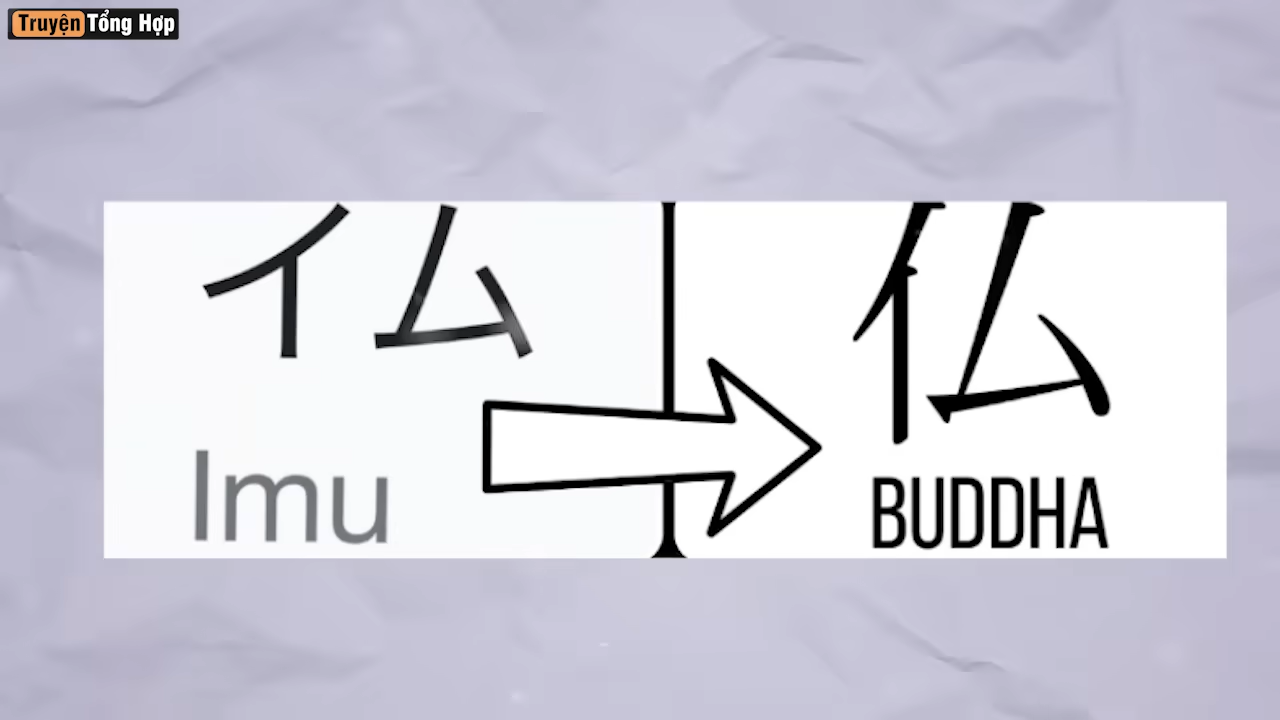 Truyện Tổng Hợp
イム
仏
Imu
BUDDHA